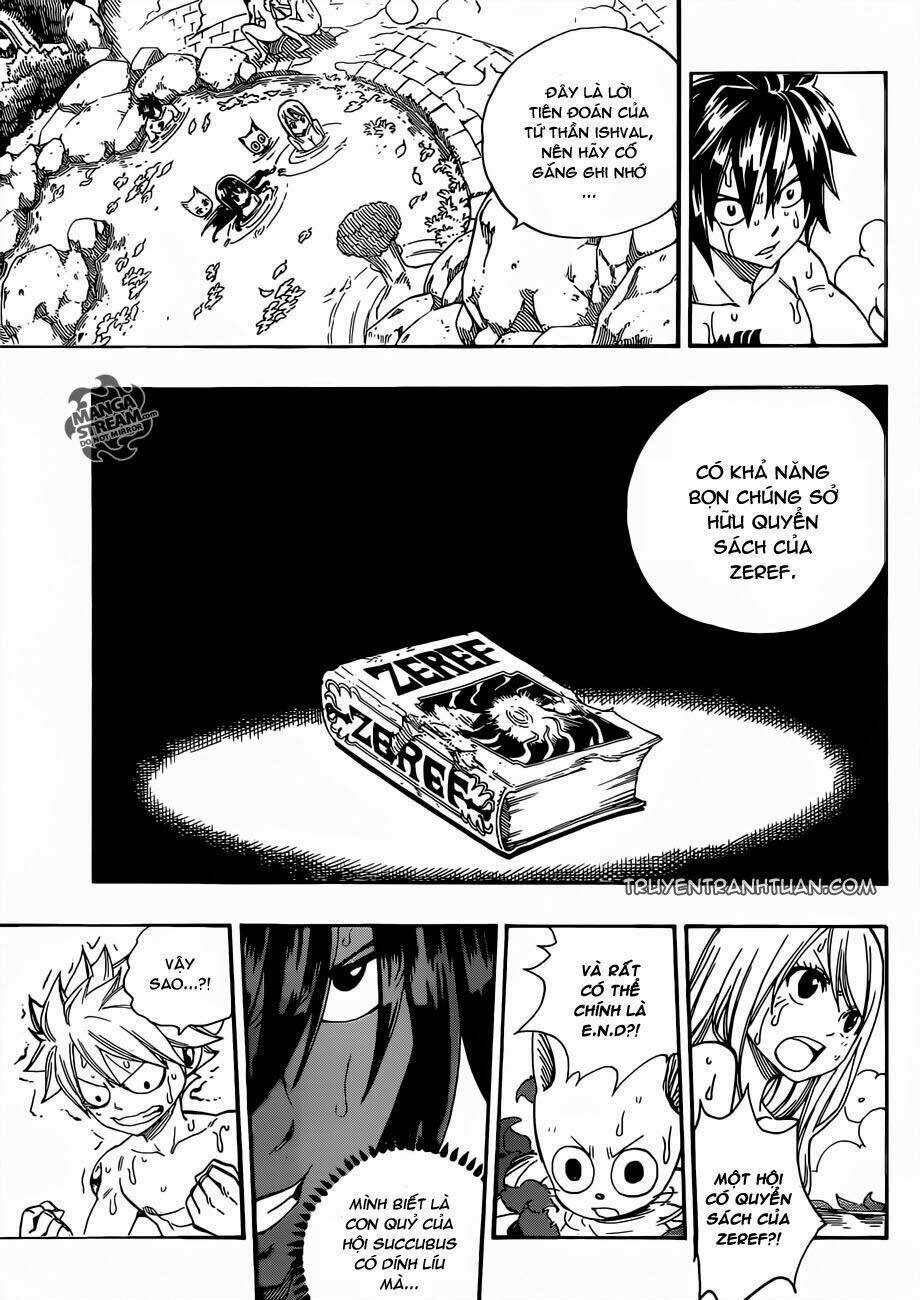 ĐÂY LÀ LỜI
TIÊN ĐOÁN CỦA
TỨ THẦN ISHVAL,
NÊN HÃY CỐ
GẮNG GHI NHỚ
...
MANGA
STREAM.com
DO NOT MIRROR
CÓ KHẢ NĂNG
BỌN CHÚNG SỞ
HỮU QUYỂN
SÁCH CỦA
ZEREF.
ZEREF
ZEREF
TRUYENTRANHTUAN.COM
MỘT HỘI
CÓ QUYỂN
SÁCH CỦA
ZEREF?!
VÀ RẤT
CÓ THỂ
CHÍNH LÀ
E.N.D?!
MÌNH BIẾT LÀ
CON QUỶ CỦA
HỘI SUCCUBUS
CÓ DÍNH LÍU
MÀ...
VẬY
SAO...?!